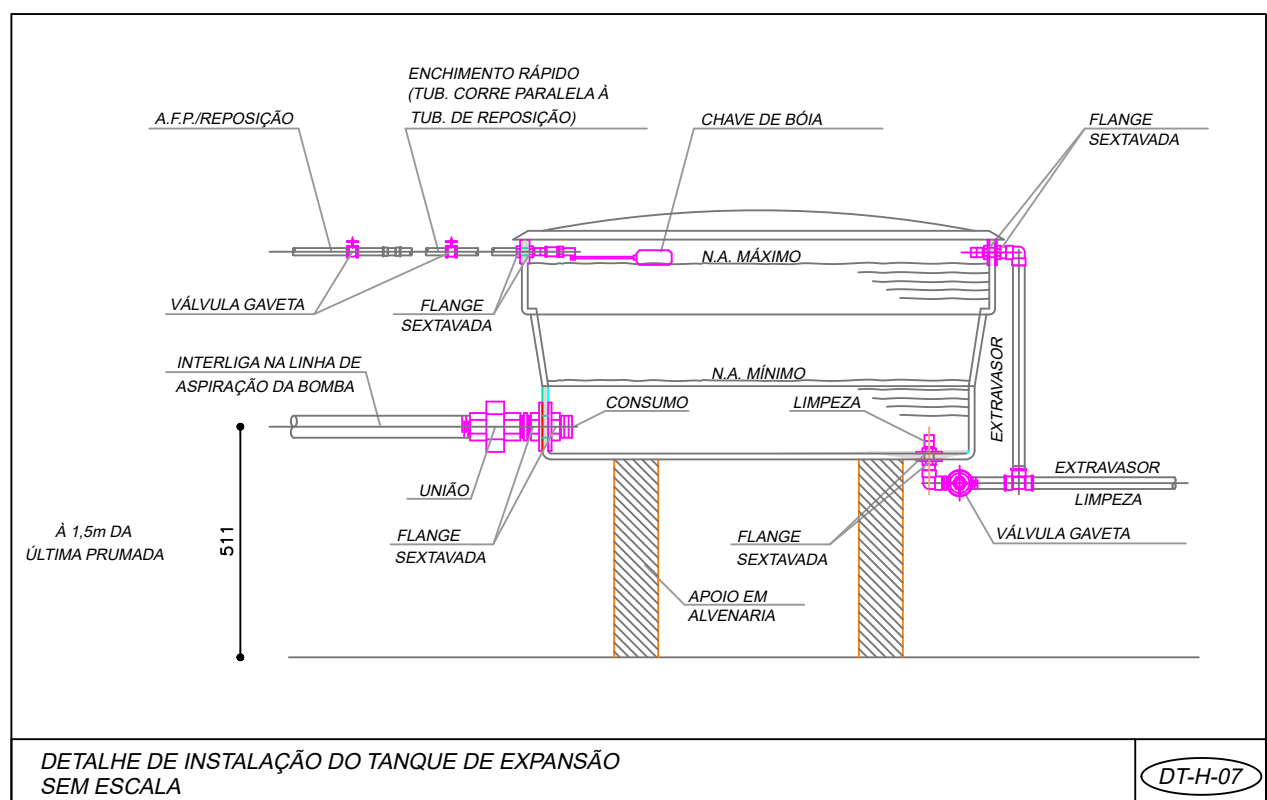 ENCHIMENTO RÁPIDO
(TUB. CORRE PARALELA À
TUB. DE REPOSIÇÃO)
A.F.P./REPOSIÇÃO
CHAVE DE BÓIA
FLANGE
SEXTAVADA
N.A. MÁXIMO
VÁLVULA GAVETA
FLANGE
SEXTAVADA
INTERLIGA NA LINHA DE
ASPIRAÇÃO DA BOMBA
N.A. MÍNIMO
CONSUMO
LIMPEZA
EXTRAVASOR
UNIÃO
EXTRAVASOR
LIMPEZA
À 1,5m DA
ÚLTIMA PRUMADA
511
FLANGE
SEXTAVADA
FLANGE
SEXTAVADA
VÁLVULA GAVETA
APOIO EM
ALVENARIA
DETALHE DE INSTALAÇÃO DO TANQUE DE EXPANSÃO
SEM ESCALA
DT-H-07